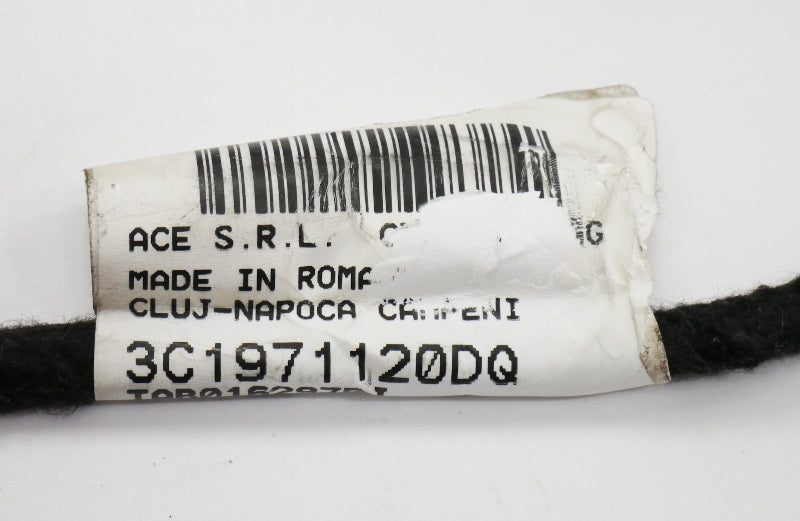 ACE S.R.L.
MADE IN ROMA
CLUJ-NAPOCA CAMPENI
3C1971120DQ